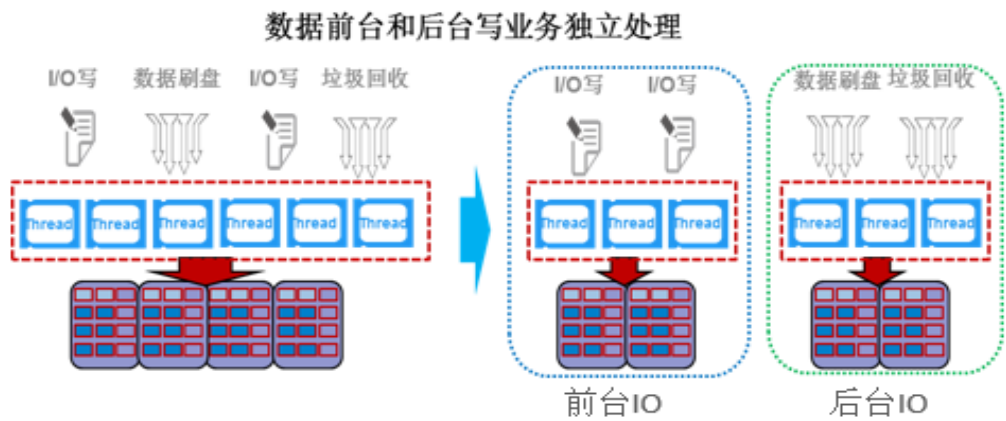 数据前台和后台写业务独立处理
I/O写 数据刷盘 I/O写 垃圾回收
I/O写 I/O写
数据刷盘 垃圾回收
Thread Thread Thread Thread Thread Thread
Thread Thread Thread
Thread Thread Thread
前台IO
后台IO